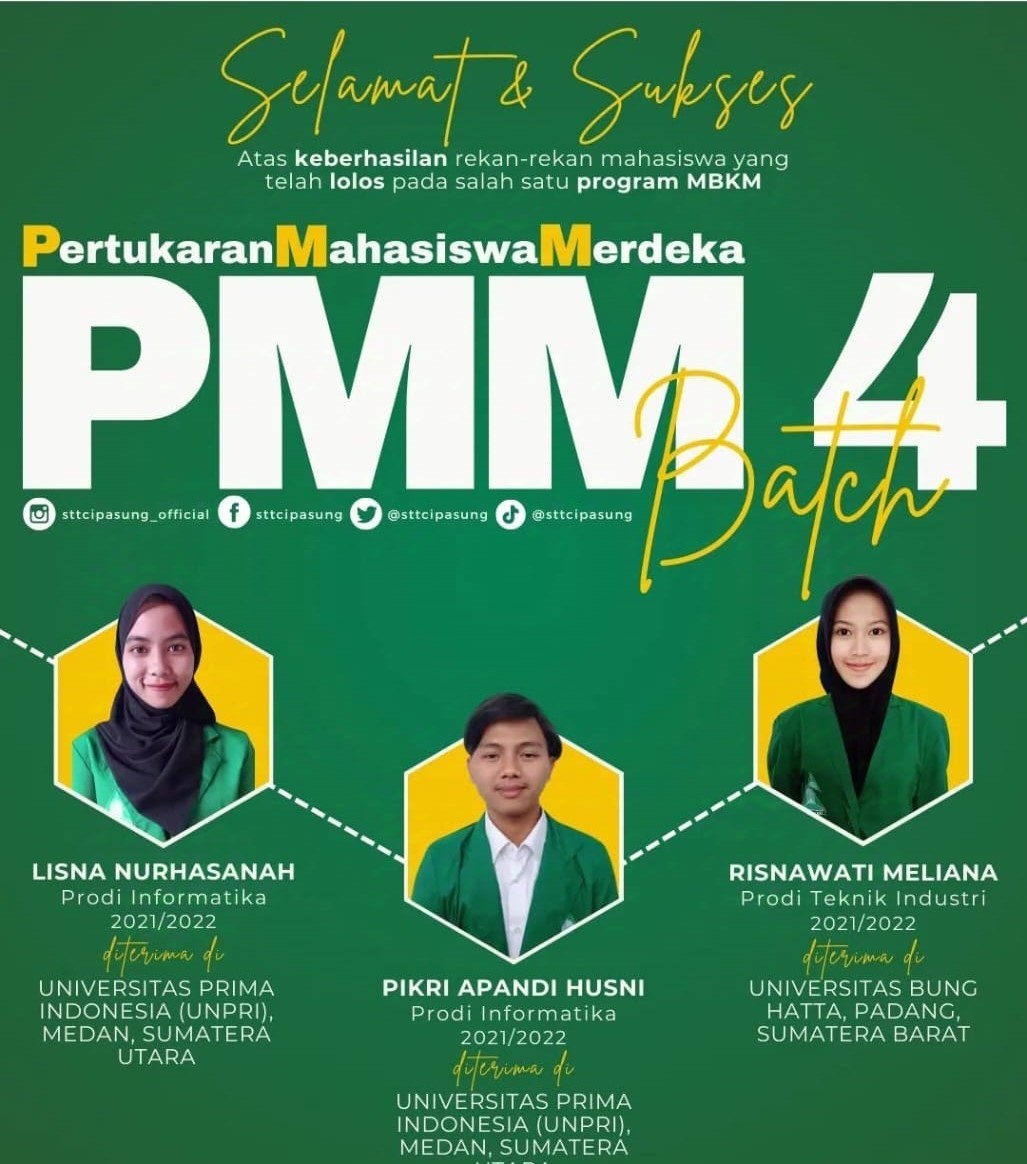 Selamat & Sukses
Atas keberhasilan rekan-rekan mahasiswa yang
telah lolos pada salah satu program MBKM
PertukaranMahasiswaMerdeka
PMM 4
Batch
sttcipasung_official sttcipasung @sttcipasung @sttcipasung
LISNA NURHASANAH
Prodi Informatika
2021/2022
diterima di
UNIVERSITAS PRIMA
INDONESIA (UNPRI),
MEDAN, SUMATERA
UTARA
PIKRI APANDI HUSNI
Prodi Informatika
2021/2022
diterima di
UNIVERSITAS PRIMA
INDONESIA (UNPRI),
MEDAN, SUMATERA
UTARA
RISNAWATI MELIANA
Prodi Teknik Industri
2021/2022
diterima di
UNIVERSITAS BUNG
HATTA, PADANG,
SUMATERA BARAT